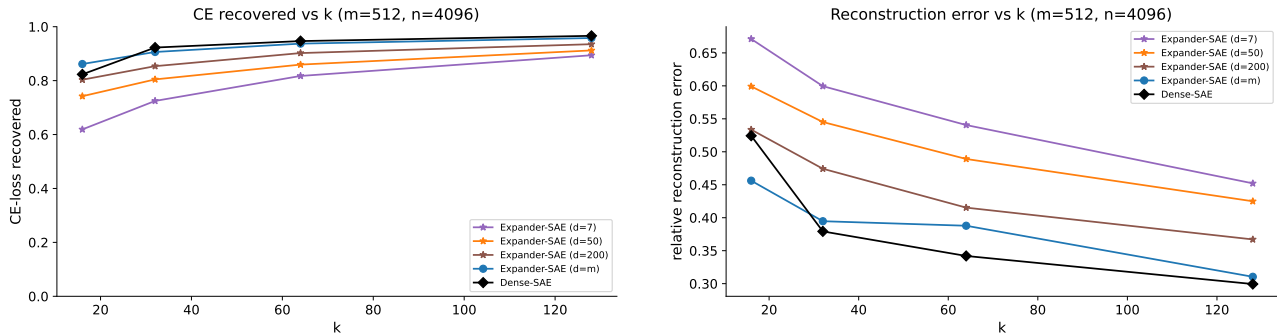 CE recovered vs k (m=512, n=4096)
CE-loss recovered
1.0
0.8
0.6
0.4
0.2
0.0
20
40
60
80
100
120
k
Expander-SAE (d=7)
Expander-SAE (d=50)
Expander-SAE (d=200)
Expander-SAE (d=m)
Dense-SAE
Reconstruction error vs k (m=512, n=4096)
relative reconstruction error
0.65
0.60
0.55
0.50
0.45
0.40
0.35
0.30
20
40
60
80
100
120
k
Expander-SAE (d=7)
Expander-SAE (d=50)
Expander-SAE (d=200)
Expander-SAE (d=m)
Dense-SAE